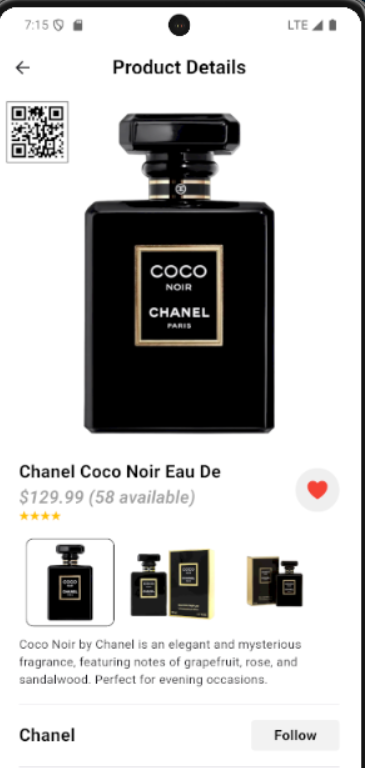 7:15
LTE
Product Details
COCO
NOIR
CHANEL
PARIS
Chanel Coco Noir Eau De
$129.99 (58 available)
Coco Noir by Chanel is an elegant and mysterious
fragrance, featuring notes of grapefruit, rose, and
sandalwood. Perfect for evening occasions.
Chanel
Follow